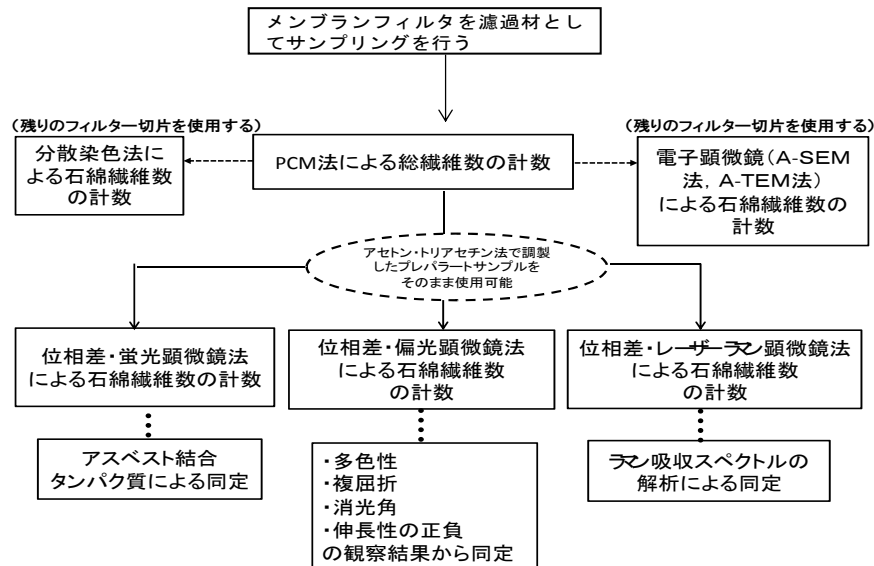 メンブランフィルタを濾過材とし
てサンプリングを行う
(残りのフィルター切片を使用する)
分散染色法に
よる石綿繊維数
の計数
PCM法による総繊維数の計数
(残りのフィルター切片を使用する)
電子顕微鏡(A-SEM
法, A-TEM法)
による石綿繊維数の
計数
アセトン・トリアセチン法で調製
したプレパラートサンプルを
そのまま使用可能
位相差・蛍光顕微鏡法
による石綿繊維数の計数
位相差・偏光顕微鏡法
による石綿繊維数
の計数
位相差・レーザーラマン顕微鏡法
による石綿繊維数
の計数
アスベスト結合
タンパク質による同定
・多色性
・複屈折
・消光角
・伸長性の正負
の観察結果から同定
ラマン吸収スペクトルの
解析による同定